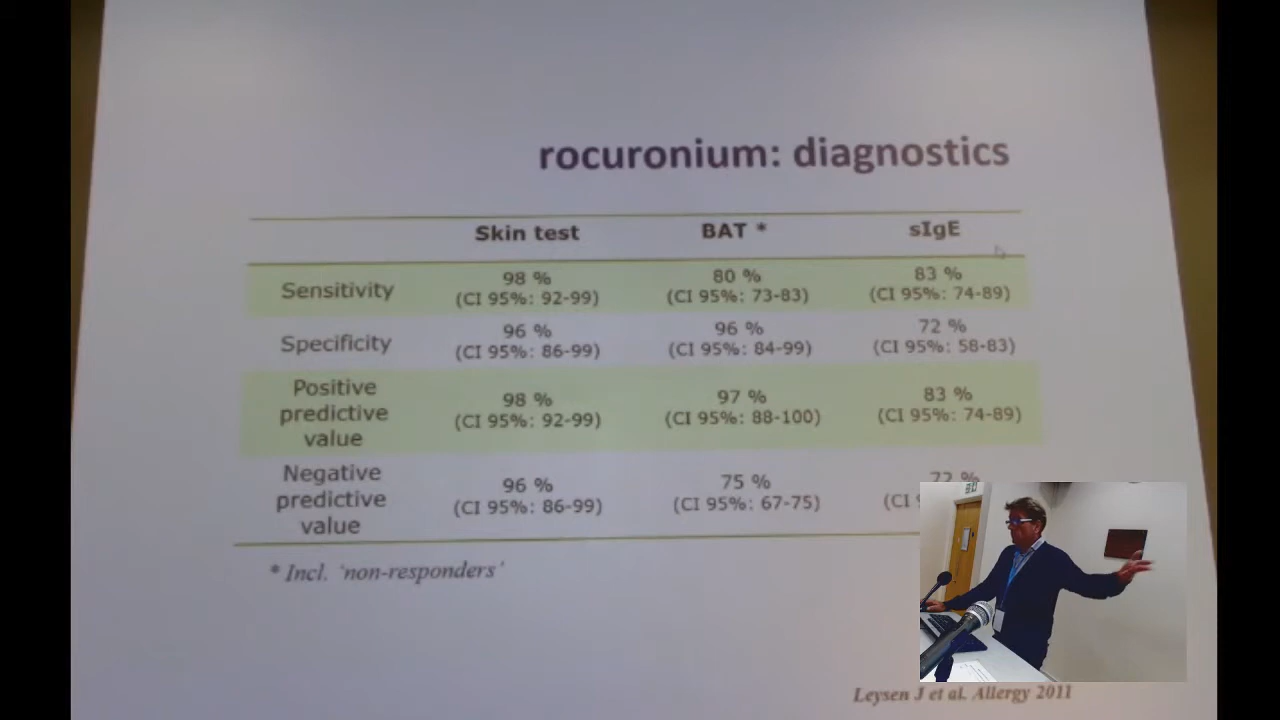 rocuronium: diagnostics
Skin test BAT * sIgE
Sensitivity 98 % (CI 95%: 92-99) 80 % (CI 95%: 73-83) 83 % (CI 95%: 74-89)
Specificity 96 % (CI 95%: 86-99) 96 % (CI 95%: 84-99) 72 % (CI 95%: 58-83)
Positive predictive value 98 % (CI 95%: 92-99) 97 % (CI 95%: 88-100) 83 % (CI 95%: 74-89)
Negative predictive value 96 % (CI 95%: 86-99) 75 % (CI 95%: 67-75) 72 % (CI
* Incl. 'non-responders'
Leysen J et al. Allergy 2011